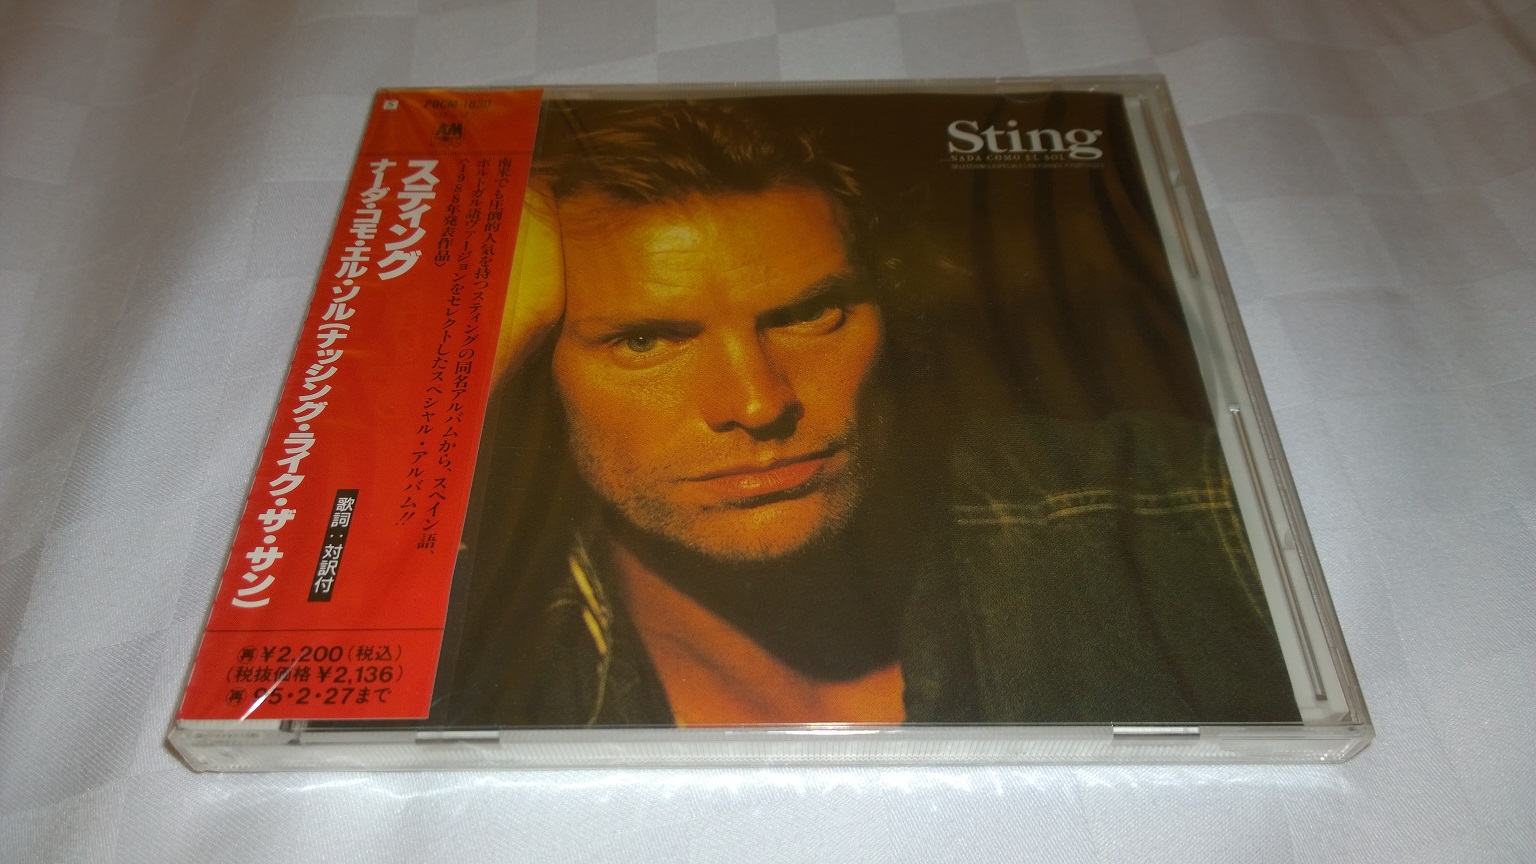 POCM-1830
A&M
スティング
ナーダ・コモ・エル・ソル(ナッシング・ライク・ザ・サン)
南米でも圧倒的人気を持つスティングの同名アルバムから、スペイン語、
ポルトガル語ヴァージョンをセレクトしたスペシャル・アルバム!!
〈1988年発表作品〉
歌詞:対訳付
再¥2,200(税込)
(税抜価格¥2,136)
再 95・2・27まで
Sting
...NADA COMO EL SOL